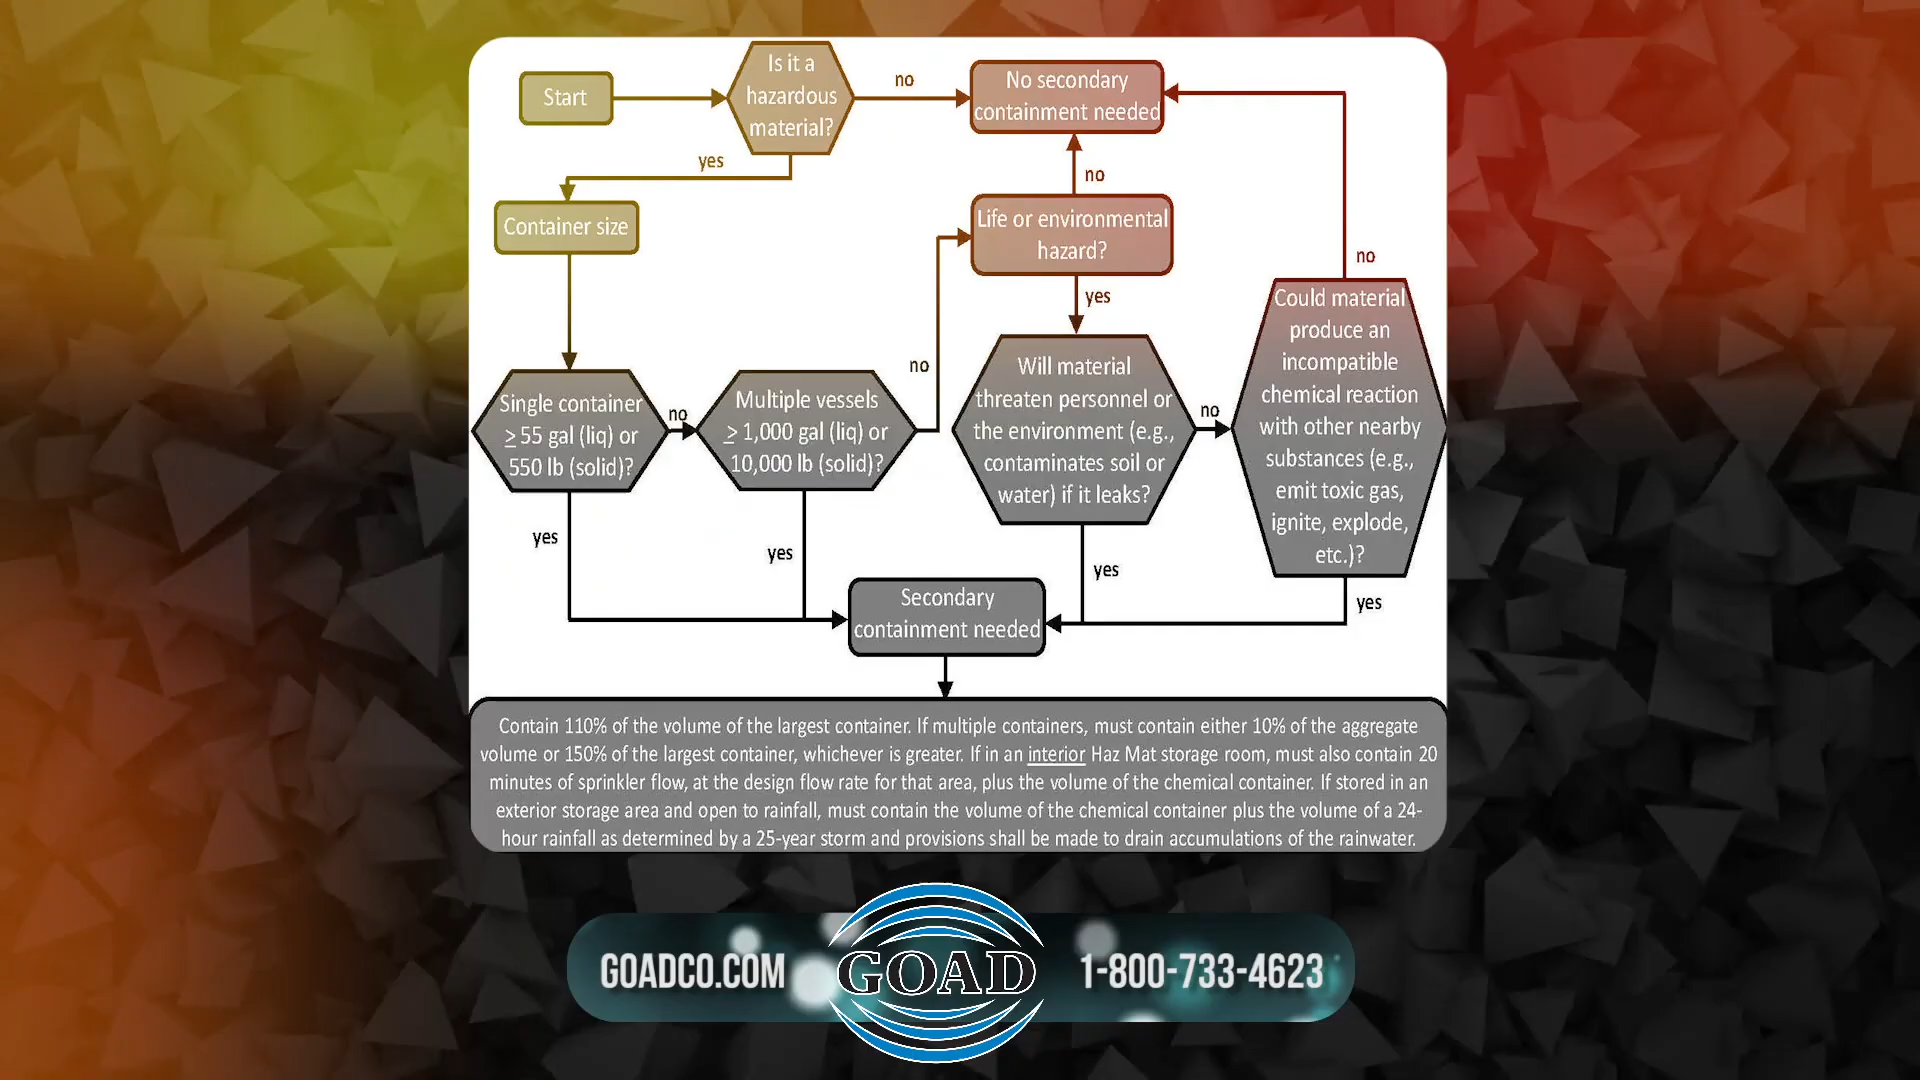 Start
Is it a
hazardous
material?
no
No secondary
containment needed
yes
no
Container size
Life or environmental
hazard?
no
yes
Could material
produce an
incompatible
chemical reaction
with other nearby
substances (e.g.,
emit toxic gas,
ignite, explode,
etc.)?
no
Single container
≥ 55 gal (liq) or
550 lb (solid)?
no
Multiple vessels
≥ 1,000 gal (liq) or
10,000 lb (solid)?
Will material
threaten personnel or
the environment (e.g.,
contaminates soil or
water) if it leaks?
no
yes
yes
yes
yes
Secondary
containment needed
Contain 110% of the volume of the largest container. If multiple containers, must contain either 10% of the aggregate
volume or 150% of the largest container, whichever is greater. If in an interior Haz Mat storage room, must also contain 20
minutes of sprinkler flow, at the design flow rate for that area, plus the volume of the chemical container. If stored in an
exterior storage area and open to rainfall, must contain the volume of the chemical container plus the volume of a 24-
hour rainfall as determined by a 25-year storm and provisions shall be made to drain accumulations of the rainwater.
GOADCO.COM
GOAD
1-800-733-4623